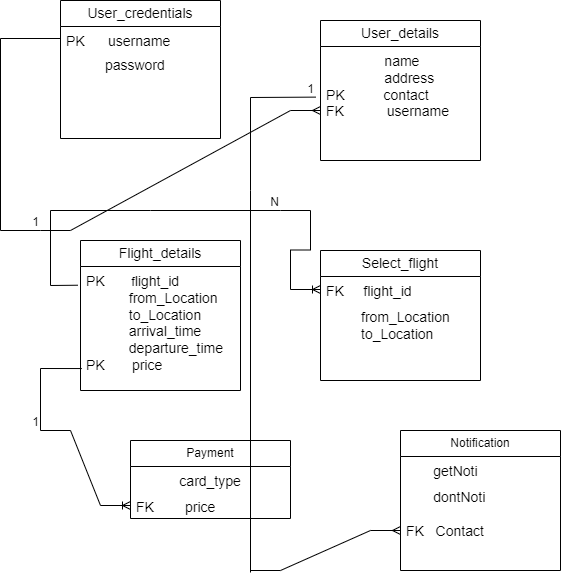 User_credentials
PK username
password
User_details
name
address
1
PK contact
FK username
1
N
Flight_details
PK flight_id
from_Location
to_Location
arrival_time
departure_time
PK price
Select_flight
FK flight_id
from_Location
to_Location
1
Payment
card_type
FK price
Notification
getNoti
dontNoti
FK Contact